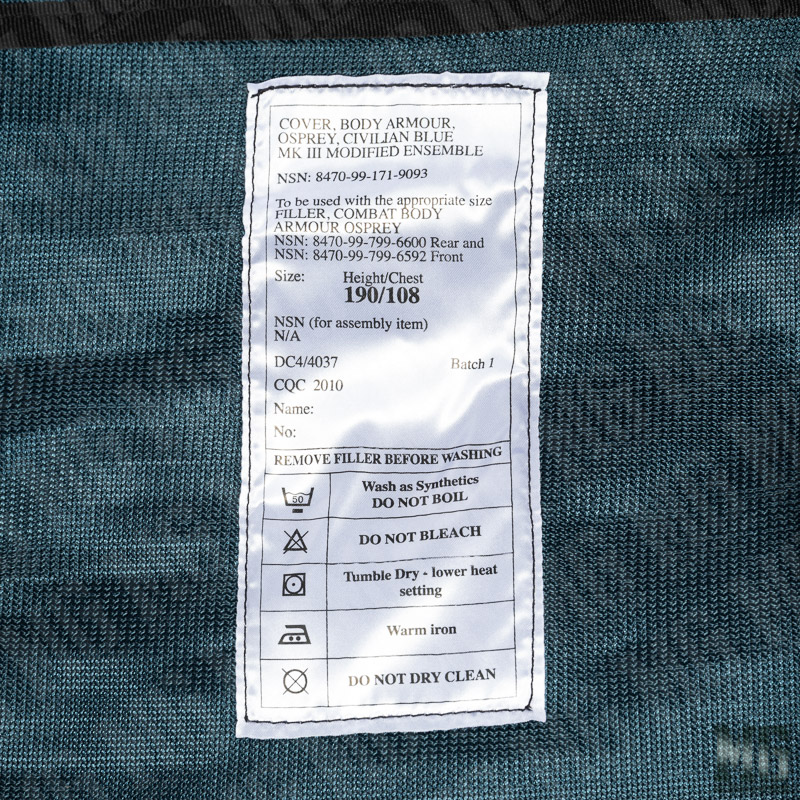 COVER, BODY ARMOUR,
OSPREY, CIVILIAN BLUE
MK III MODIFIED ENSEMBLE
NSN: 8470-99-171-9093
To be used with the appropriate size
FILLER, COMBAT BODY
ARMOUR OSPREY
NSN: 8470-99-799-6600 Rear and
NSN: 8470-99-799-6592 Front
Size: Height/Chest
190/108
NSN (for assembly item)
N/A
DC4/4037 Batch 1
CQC 2010
Name:
No:
REMOVE FILLER BEFORE WASHING
50 Wash as Synthetics
DO NOT BOIL
DO NOT BLEACH
Tumble Dry - lower heat
setting
Warm iron
DO NOT DRY CLEAN